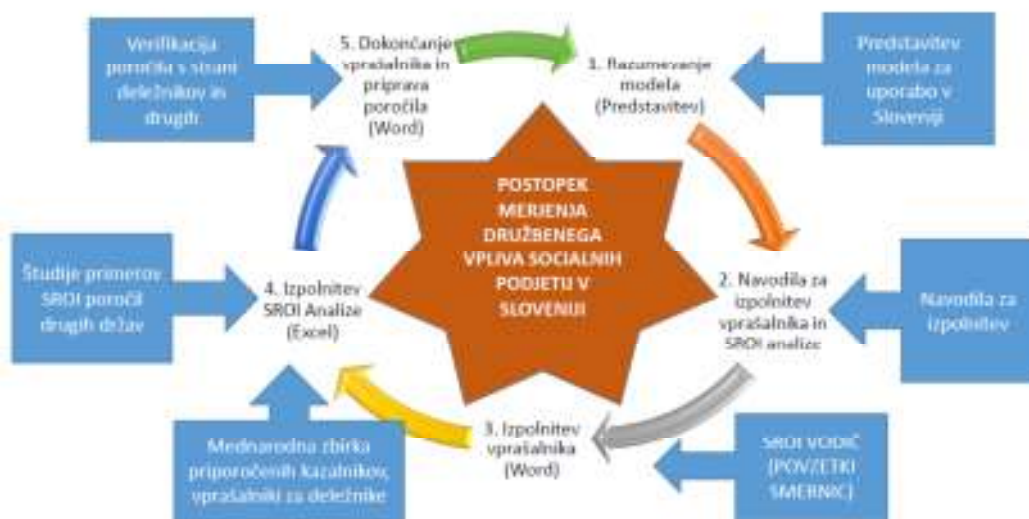 Verifikacija
poročila s strani
deležnikov in
drugih
5. Dokončanje
vprašalnika in
priprava
poročila
(Word)
1. Razumevanje
modela
(Predstavitev)
Predstavitev
modela za
uporabo v
Sloveniji
POSTOPEK
MERJENJA
DRUŽBENEGA
VPLIVA SOCIALNIH
PODJETIJ V
SLOVENIJI
Študije primerov
SROI poročil
drugih držav
4. Izpolnitev
SROI Analize
(Excel)
2. Navodila za
izpolnitev
vprašalnika in
SROI analize
Navodila za
izpolnitev
3. Izpolnitev
vprašalnika
(Word)
Mednarodna zbirka
priporočenih kazalnikov,
vprašalniki za deležnike
SROI VODIČ
(POVZETKI
SMERNIC)